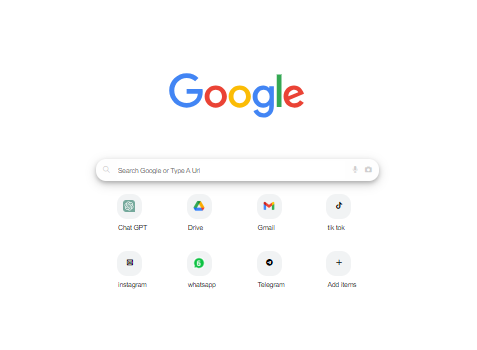 Google
Search Google or Type A Url
Chat GPT
Drive
Gmail
tik tok
instagram
whatsapp
Telegram
Add items